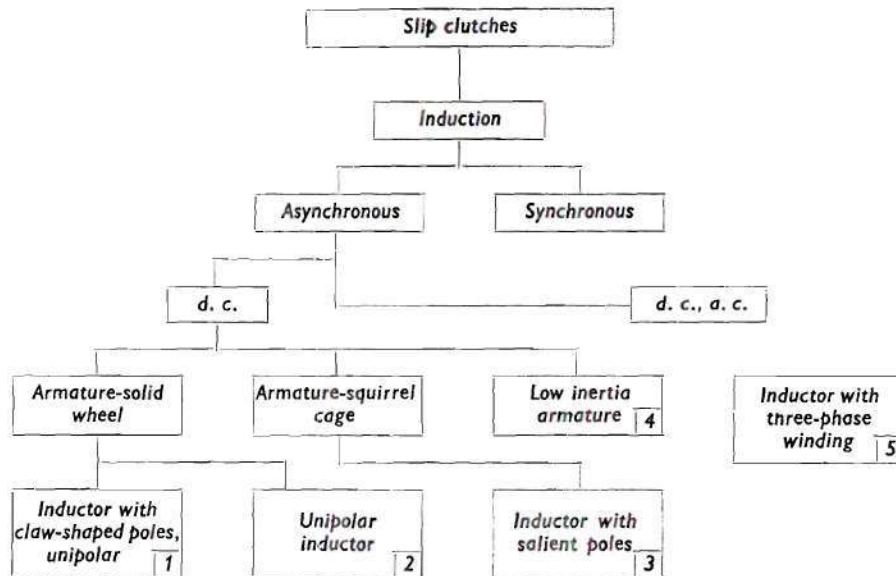 Slip clutches
Induction
Asynchronous
Synchronous
d. c.
d. c., a. c.
Armature-solid
wheel
Armature-squirrel
cage
Low inertia
armature
4
Inductor with
three-phase
winding
5
Inductor with
claw-shaped poles,
unipolar
1
Unipolar
inductor
2
Inductor with
salient poles
3